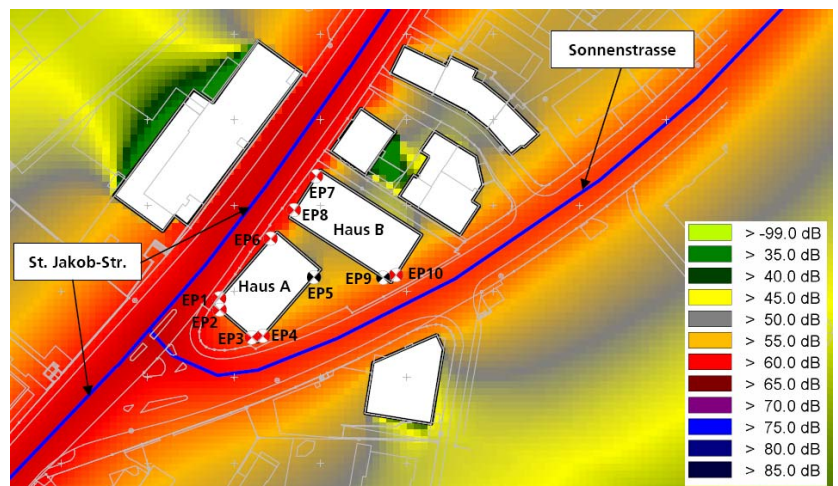 Sonnenstrasse
St. Jakob-Str.
EP7
EP8
Haus B
EP6
EP9
EP10
Haus A
EP5
EP1
EP2
EP3
EP4
> -99.0 dB
> 35.0 dB
> 40.0 dB
> 45.0 dB
> 50.0 dB
> 55.0 dB
> 60.0 dB
> 65.0 dB
> 70.0 dB
> 75.0 dB
> 80.0 dB
> 85.0 dB